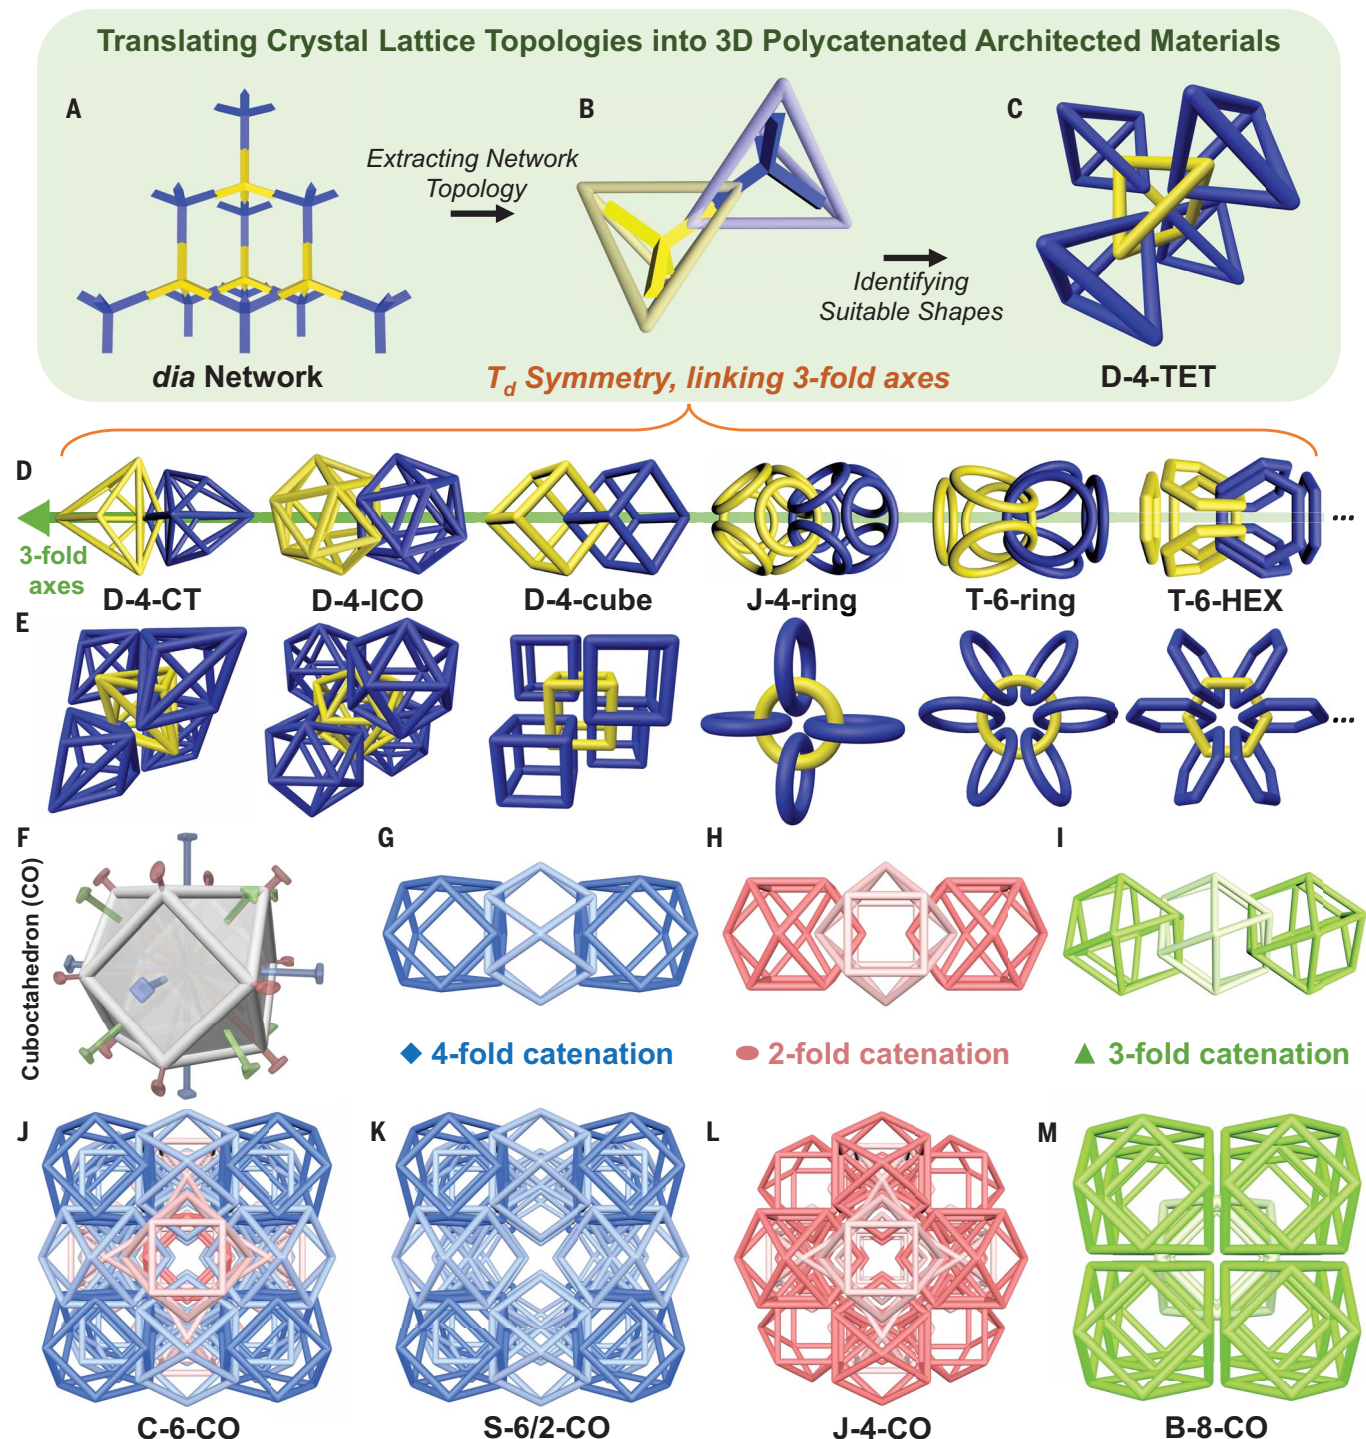 Translating Crystal Lattice Topologies into 3D Polycatenated Architected Materials
A
B
C
Extracting Network
Topology
Identifying
Suitable Shapes
dia Network
Td Symmetry, linking 3-fold axes
D-4-TET
D
3-fold
axes
...
D-4-CT
D-4-ICO
D-4-cube
J-4-ring
T-6-ring
T-6-HEX
E
...
F
G
H
I
Cuboctahedron (CO)
4-fold catenation
2-fold catenation
3-fold catenation
J
K
L
M
C-6-CO
S-6/2-CO
J-4-CO
B-8-CO